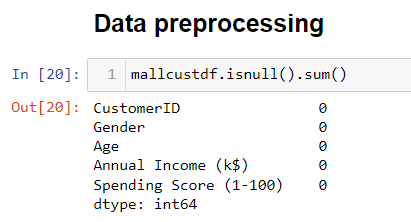 Data preprocessing
In [20]: 1 mallcustdf.isnull().sum()
Out[20]: CustomerID 0
Gender 0
Age 0
Annual Income (k$) 0
Spending Score (1-100) 0
dtype: int64